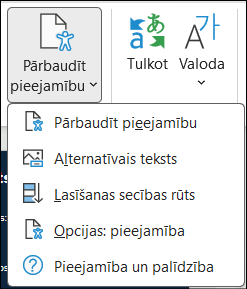 Pārbaudīt
pieejamību
Tulkot
Valoda
Pārbaudīt pieejamību
Alternatīvais teksts
Lasīšanas secības rūts
Opcijas: pieejamība
Pieejamība un palīdzība